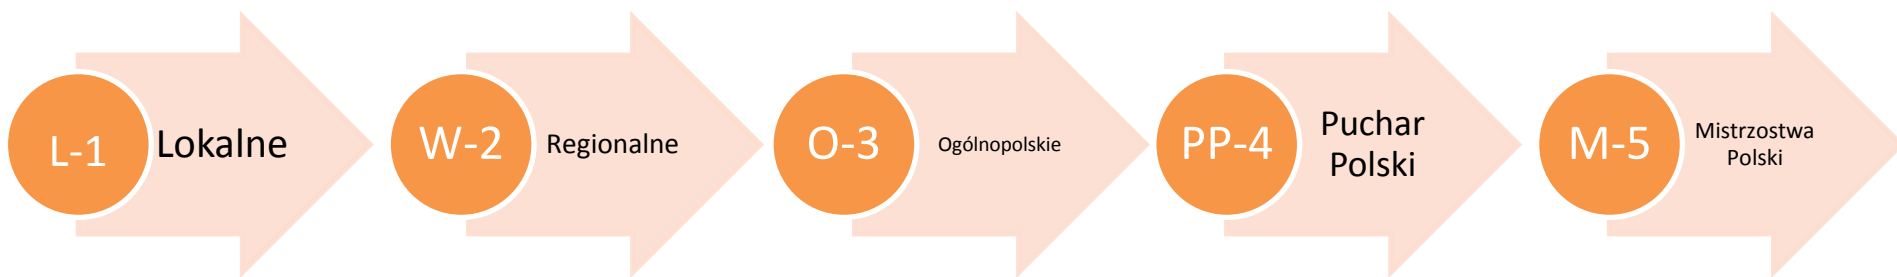 L-1
Lokalne
W-2
Regionalne
O-3
Ogólnopolskie
PP-4
Puchar
Polski
M-5
Mistrzostwa
Polski